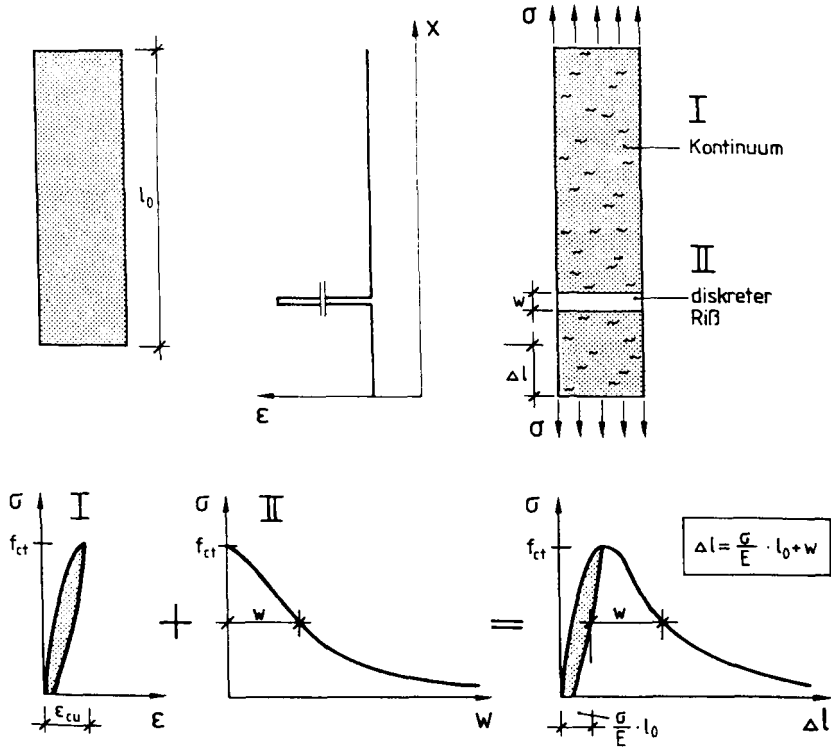 σ
x
I
Kontinuum
l₀
II
w
diskreter
Riß
Δl
ε
σ
σ I
f_ct
ε_cu
ε
+
σ II
f_ct
w
w
=
σ
f_ct
w
Δl = σ/E · l₀ + w
σ/E · l₀
Δl